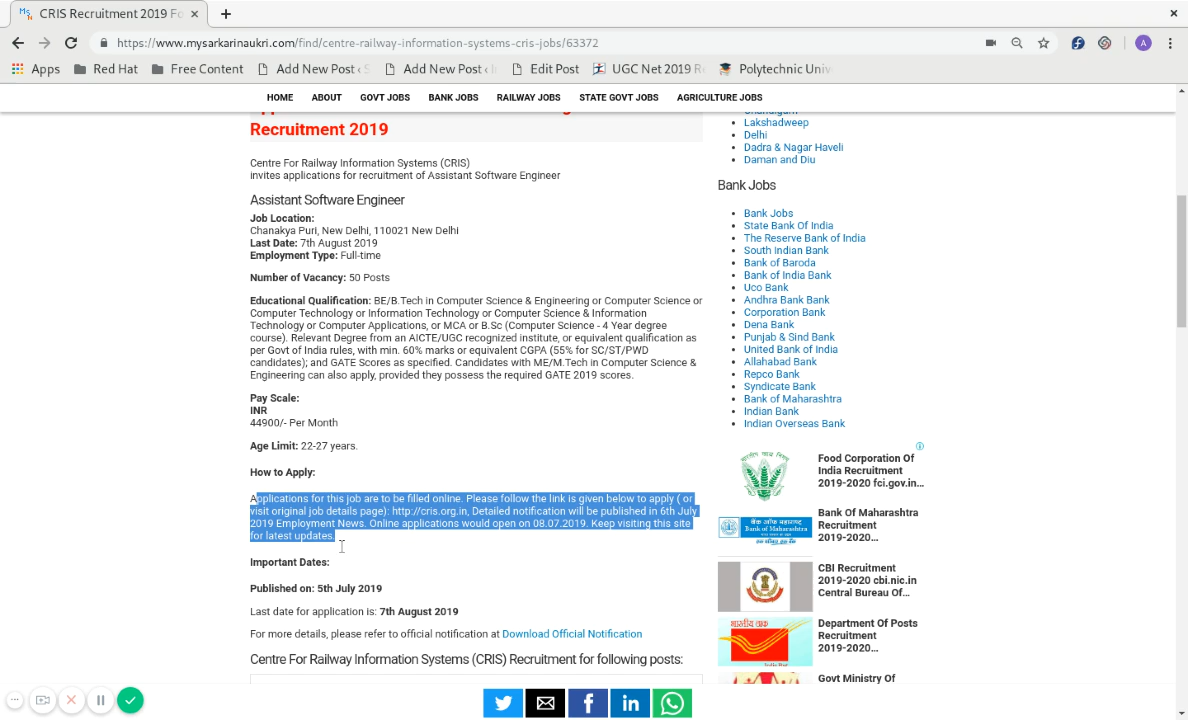 CRIS Recruitment 2019 Fo
https://www.mysarkarinaukri.com/find/centre-railway-information-systems-cris-jobs/63372
A
Apps Red Hat Free Content Add New Post ‹ Add New Post ‹ Edit Post UGC Net 2019 R Polytechnic Univ
HOME ABOUT GOVT JOBS BANK JOBS RAILWAY JOBS STATE GOVT JOBS AGRICULTURE JOBS
Recruitment 2019
Centre For Railway Information Systems (CRIS)
invites applications for recruitment of Assistant Software Engineer
Assistant Software Engineer
Job Location:
Chanakya Puri, New Delhi, 110021 New Delhi
Last Date: 7th August 2019
Employment Type: Full-time
Number of Vacancy: 50 Posts
Educational Qualification: BE/B.Tech in Computer Science & Engineering or Computer Science or
Computer Technology or Information Technology or Computer Science & Information
Technology or Computer Applications, or MCA or B.Sc (Computer Science - 4 Year degree
course). Relevant Degree from an AICTE/UGC recognized institute, or equivalent qualification as
per Govt of India rules, with min. 60% marks or equivalent CGPA (55% for SC/ST/PWD
candidates); and GATE Scores as specified. Candidates with ME/M.Tech in Computer Science &
Engineering can also apply, provided they possess the required GATE 2019 scores.
Pay Scale:
INR
44900/- Per Month
Age Limit: 22-27 years.
How to Apply:
Applications for this job are to be filled online. Please follow the link is given below to apply ( or
visit original job details page): http://cris.org.in, Detailed notification will be published in 6th July
2019 Employment News. Online applications would open on 08.07.2019. Keep visiting this site
for latest updates.
Important Dates:
Published on: 5th July 2019
Last date for application is: 7th August 2019
For more details, please refer to official notification at Download Official Notification
Centre For Railway Information Systems (CRIS) Recruitment for following posts:
Lakshadweep
Delhi
Dadra & Nagar Haveli
Daman and Diu
Bank Jobs
Bank Jobs
State Bank Of India
The Reserve Bank of India
South Indian Bank
Bank of Baroda
Bank of India Bank
Uco Bank
Andhra Bank Bank
Corporation Bank
Dena Bank
Punjab & Sind Bank
United Bank of India
Allahabad Bank
Repco Bank
Syndicate Bank
Bank of Maharashtra
Indian Bank
Indian Overseas Bank
Food Corporation Of
India Recruitment
2019-2020 fci.gov.in...
Bank Of Maharashtra
Recruitment
2019-2020...
CBI Recruitment
2019-2020 cbi.nic.in
Central Bureau Of...
Department Of Posts
Recruitment
2019-2020...
Govt Ministry Of